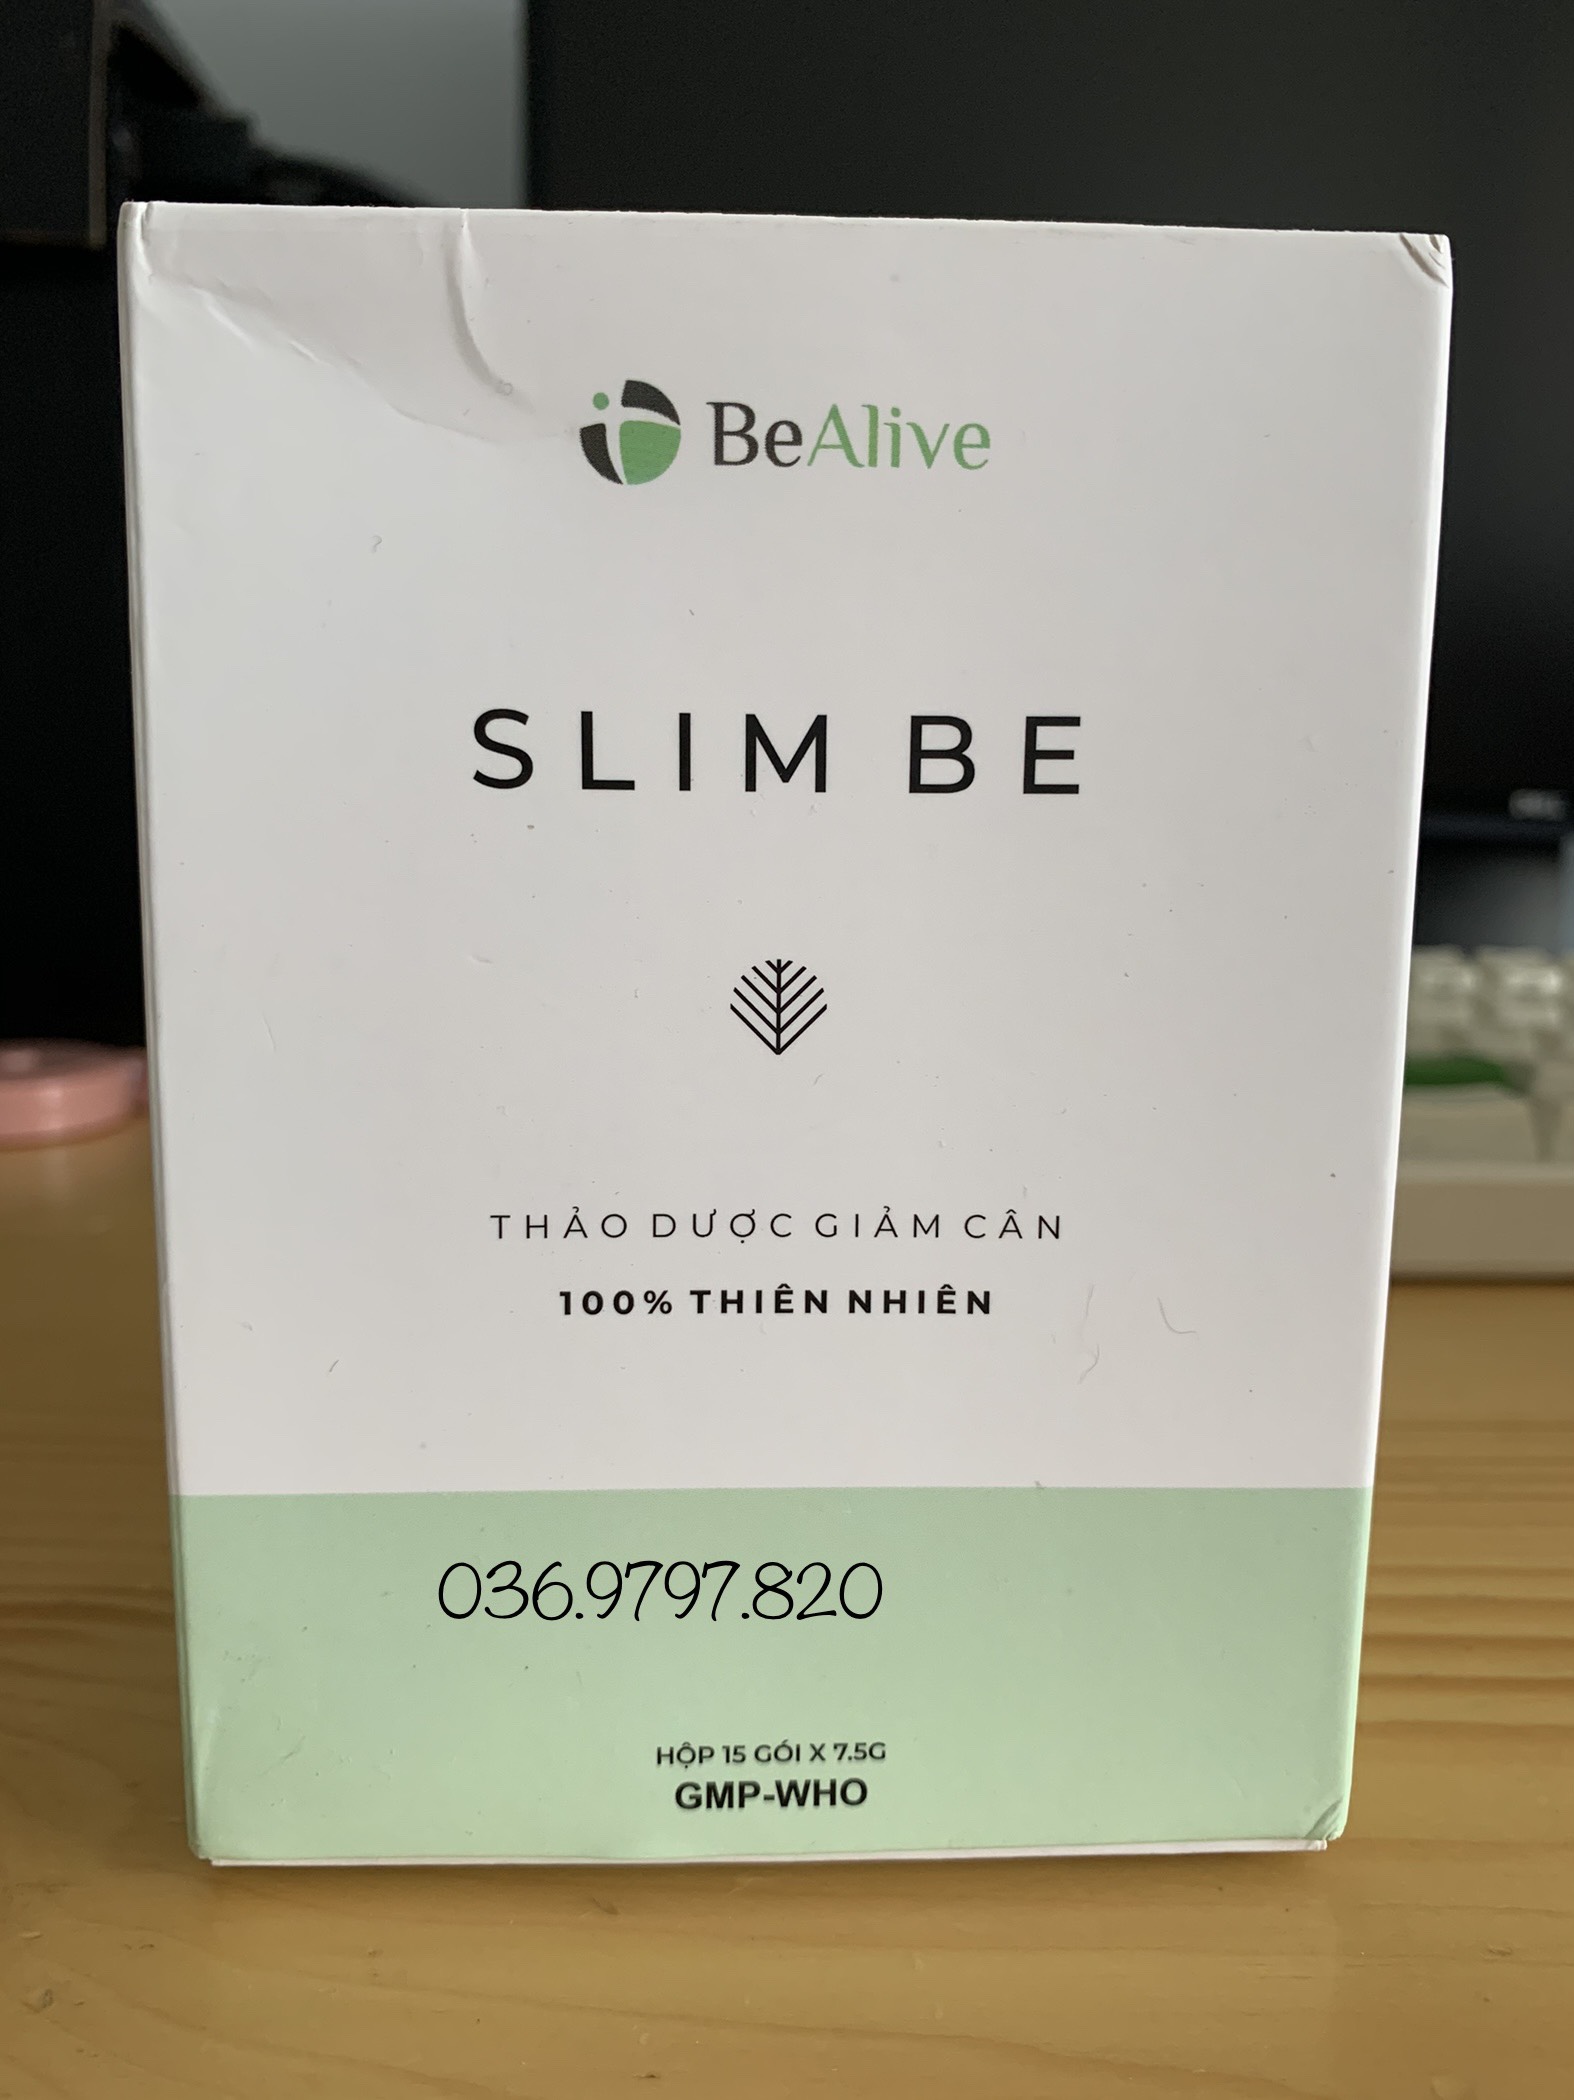 BeAlive
SLIM BE
THẢO DƯỢC GIẢM CÂN
100% THIÊN NHIÊN
036.9797.820
HỘP 15 GÓI X 7.5G
GMP-WHO